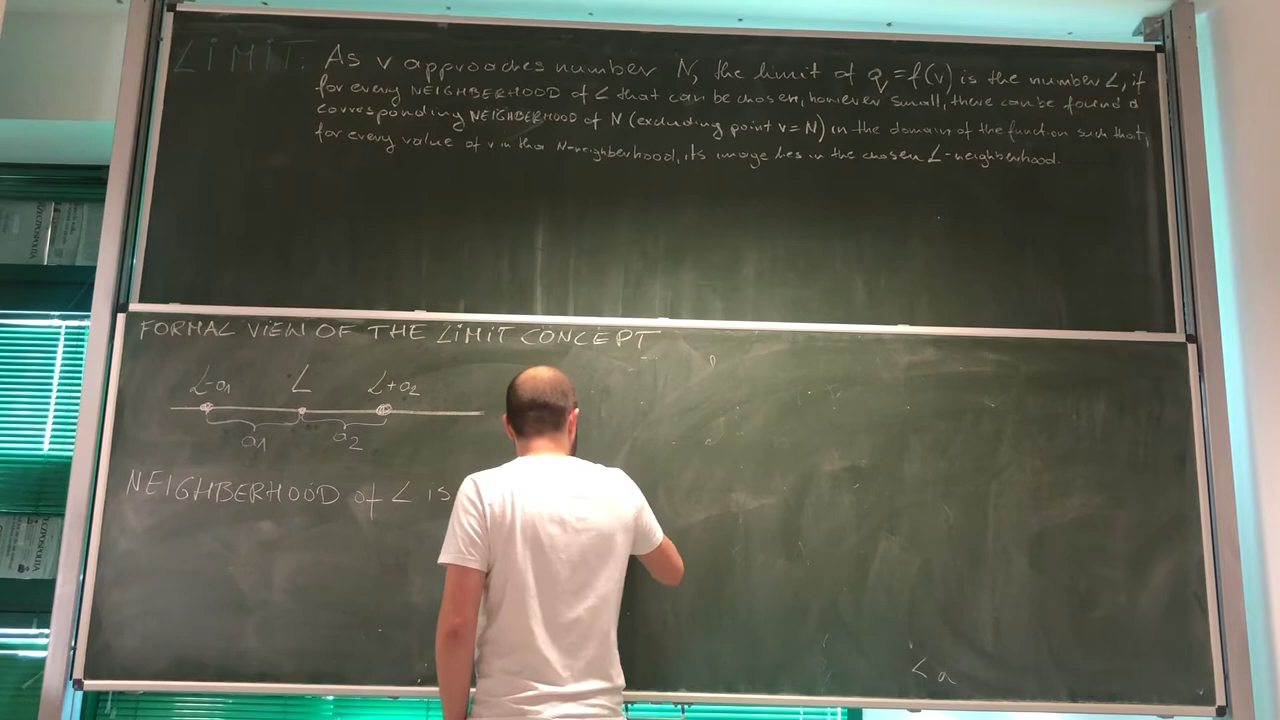 LIMIT: As v approaches number N, the limit of q = f(v) is the number L, if
for every NEIGHBERHOOD of L that can be chosen, however small, there can be found a
corresponding NEIGHBERHOOD of N (excluding point v = N) in the domain of the function such that,
for every value of v in that N-neighberhood, its image lies in the chosen L-neighberhood.
FORMAL VIEW OF THE LIMIT CONCEPT
L-a1 L L+a2
a1 a2
NEIGHBERHOOD of L is
L a
RZECZPOSPOLITA